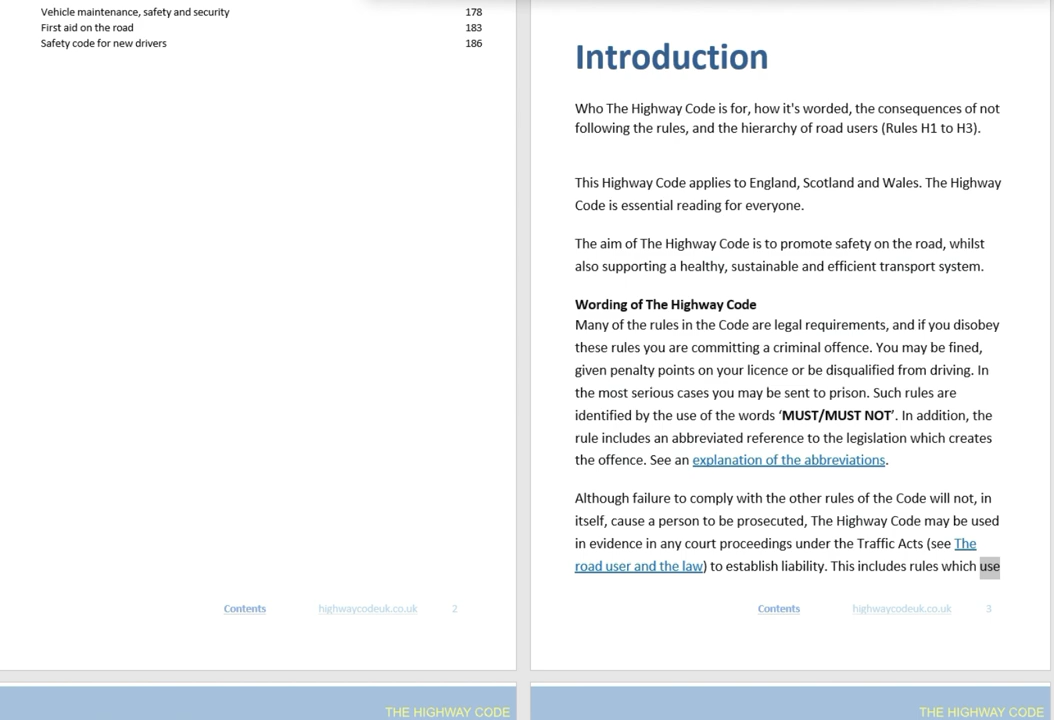 Vehicle maintenance, safety and security 178
First aid on the road 183
Safety code for new drivers 186
Contents highwaycodeuk.co.uk 2
Introduction
Who The Highway Code is for, how it's worded, the consequences of not
following the rules, and the hierarchy of road users (Rules H1 to H3).
This Highway Code applies to England, Scotland and Wales. The Highway
Code is essential reading for everyone.
The aim of The Highway Code is to promote safety on the road, whilst
also supporting a healthy, sustainable and efficient transport system.
Wording of The Highway Code
Many of the rules in the Code are legal requirements, and if you disobey
these rules you are committing a criminal offence. You may be fined,
given penalty points on your licence or be disqualified from driving. In
the most serious cases you may be sent to prison. Such rules are
identified by the use of the words ‘MUST/MUST NOT’. In addition, the
rule includes an abbreviated reference to the legislation which creates
the offence. See an explanation of the abbreviations.
Although failure to comply with the other rules of the Code will not, in
itself, cause a person to be prosecuted, The Highway Code may be used
in evidence in any court proceedings under the Traffic Acts (see The
road user and the law) to establish liability. This includes rules which use
Contents highwaycodeuk.co.uk 3
THE HIGHWAY CODE
THE HIGHWAY CODE